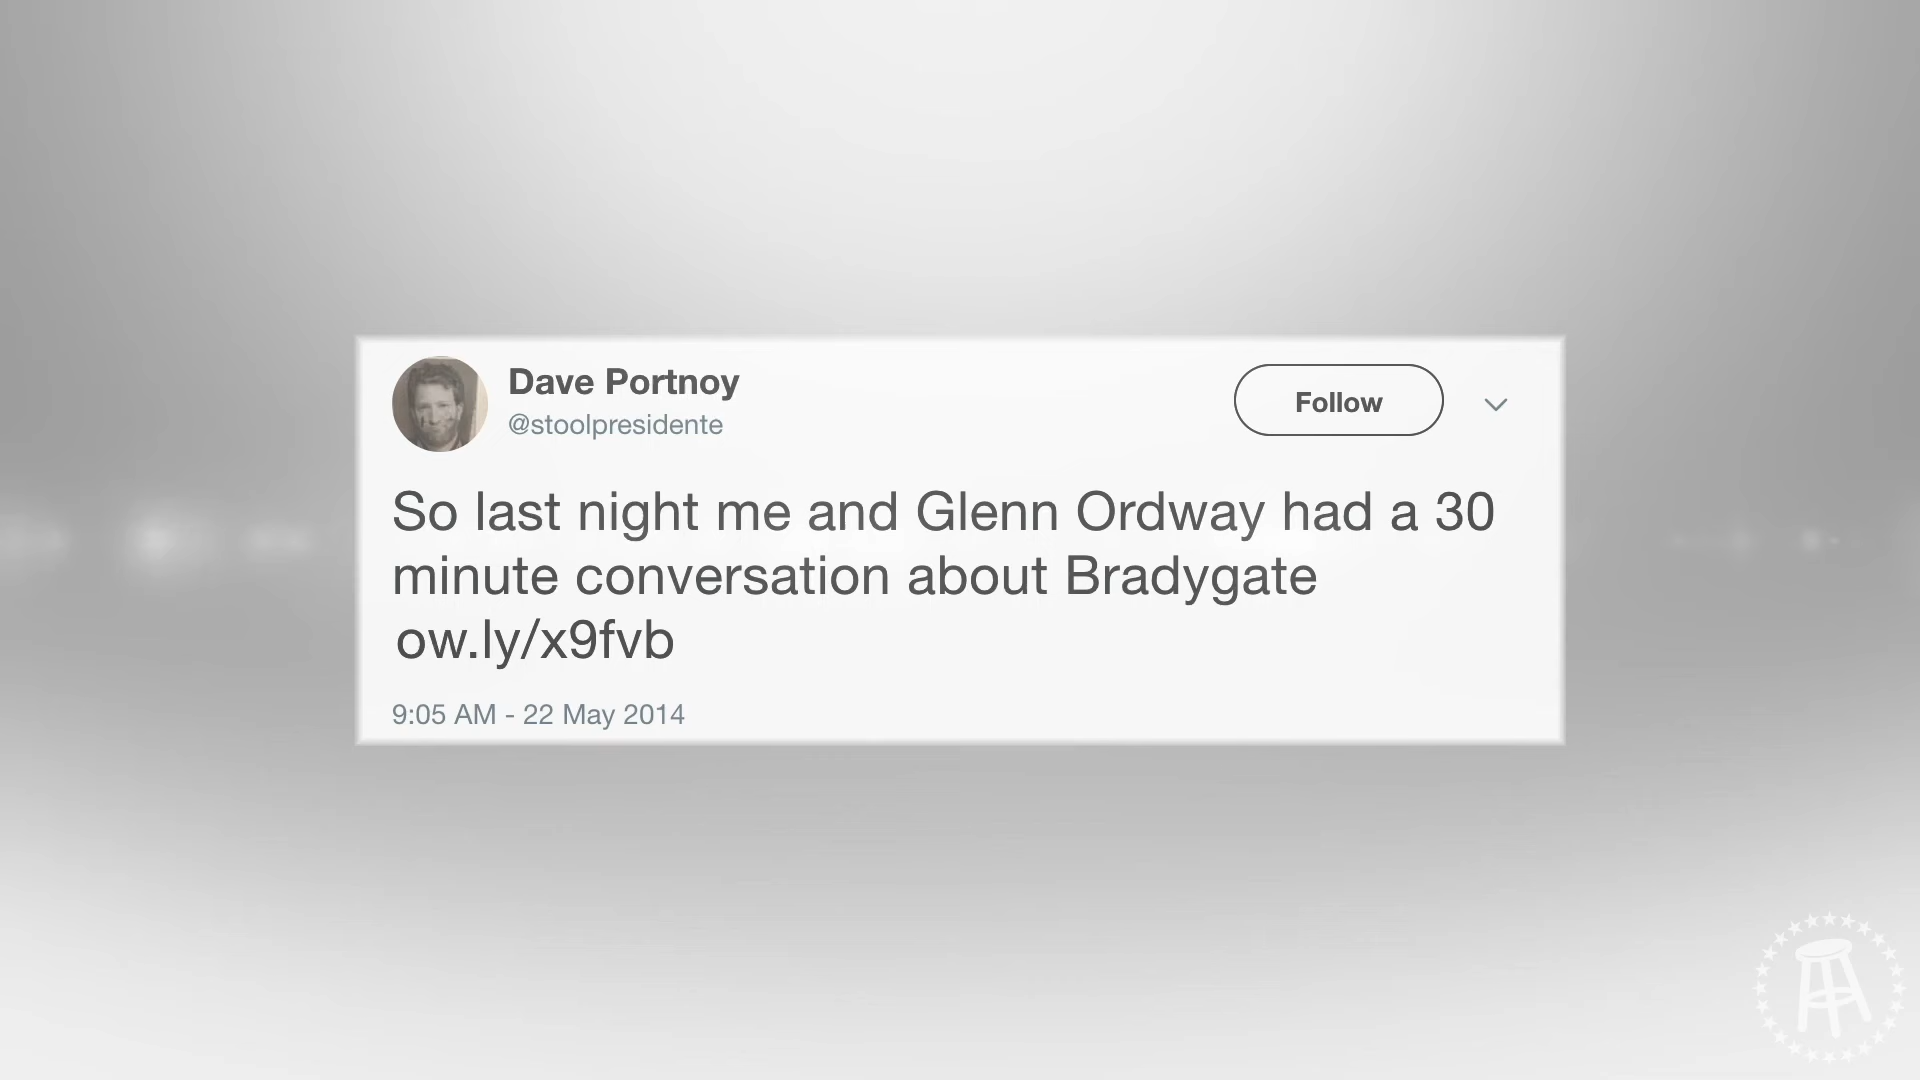 Dave Portnoy
@stoolpresidente
Follow
So last night me and Glenn Ordway had a 30
minute conversation about Bradygate
ow.ly/x9fvb
9:05 AM - 22 May 2014